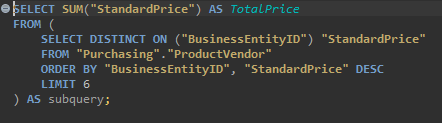 SELECT SUM("StandardPrice") AS TotalPrice
FROM (
SELECT DISTINCT ON ("BusinessEntityID") "StandardPrice"
FROM "Purchasing"."ProductVendor"
ORDER BY "BusinessEntityID", "StandardPrice" DESC
LIMIT 6
) AS subquery;